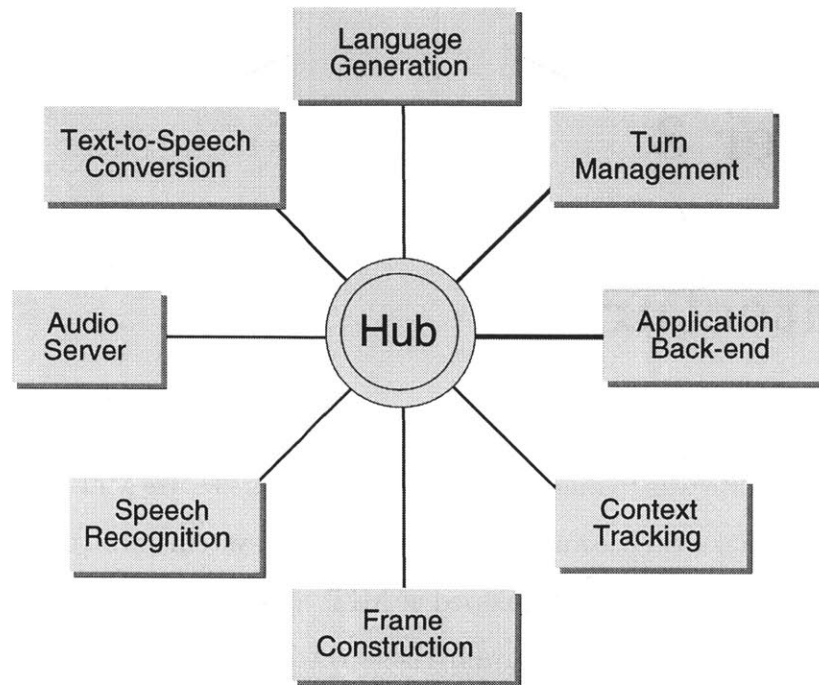 Language
Generation
Text-to-Speech
Conversion
Turn
Management
Audio
Server
Hub
Application
Back-end
Speech
Recognition
Context
Tracking
Frame
Construction